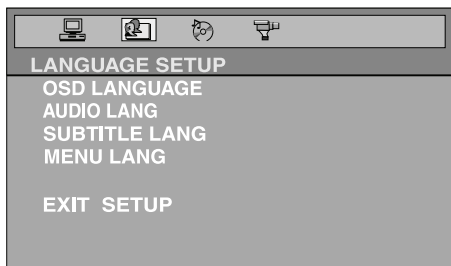 LANGUAGE SETUP
OSD LANGUAGE
AUDIO LANG
SUBTITLE LANG
MENU LANG
EXIT SETUP